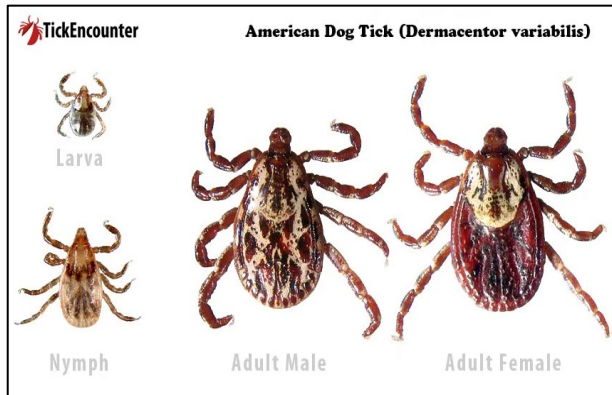 TickEncounter
American Dog Tick (Dermacentor variabilis)
Larva
Nymph
Adult Male
Adult Female